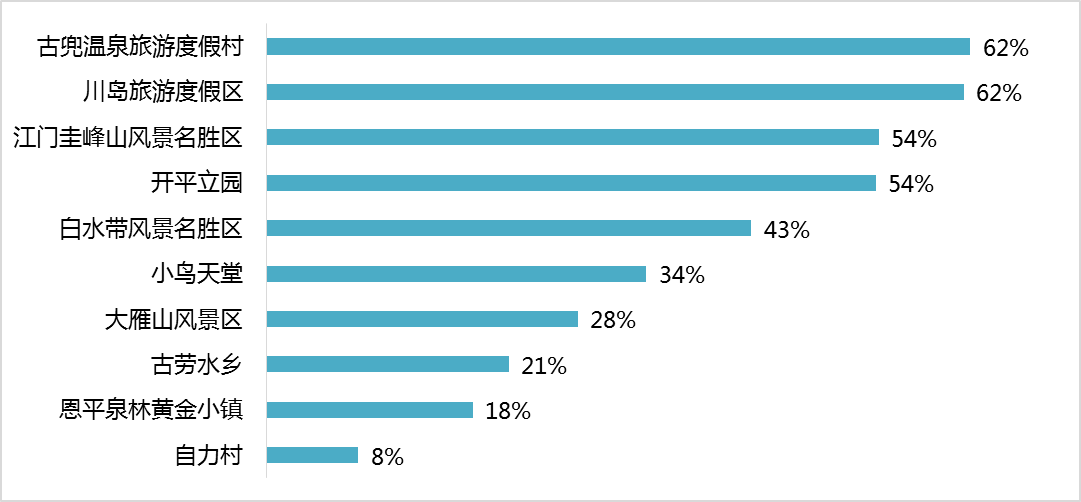 古兜温泉旅游度假村 62%
川岛旅游度假区 62%
江门圭峰山风景名胜区 54%
开平立园 54%
白水带风景名胜区 43%
小鸟天堂 34%
大雁山风景区 28%
古劳水乡 21%
恩平泉林黄金小镇 18%
自力村 8%